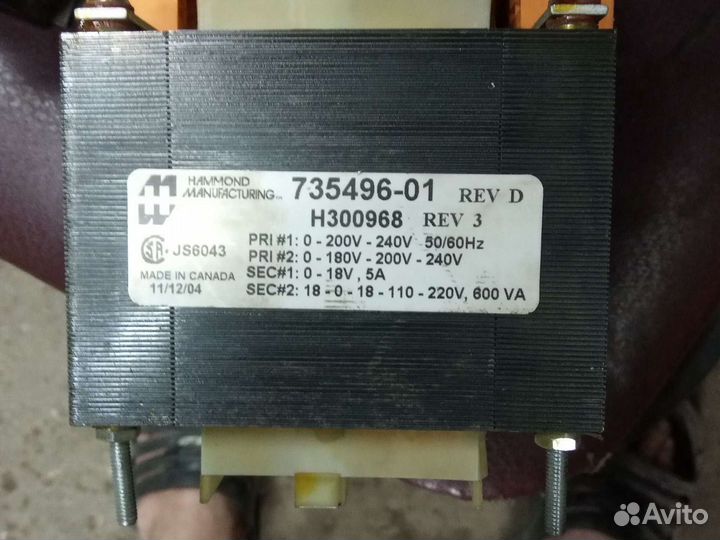 HAMMOND
MANUFACTURING™ 735496-01 REV D
H300968 REV 3
JS6043
PRI #1: 0 - 200V - 240V 50/60Hz
PRI #2: 0 - 180V - 200V - 240V
SEC#1: 0 - 18V , 5A
SEC#2: 18 - 0 - 18 - 110 - 220V, 600 VA
MADE IN CANADA
11/12/04
Avito